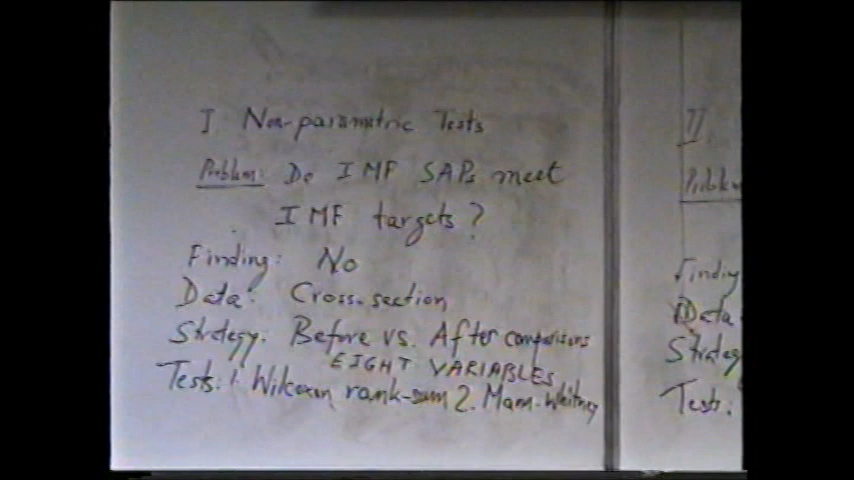 I Non-parametric Tests
Problem: Do IMF SAPs meet
IMF targets?
Finding: No
Data: Cross-section
Strategy: Before vs. After comparisons
EIGHT VARIABLES
Tests: 1. Wilcoxon rank-sum 2. Mann-Whitney
II
Problem
Finding
Data
Strateg
Tests: